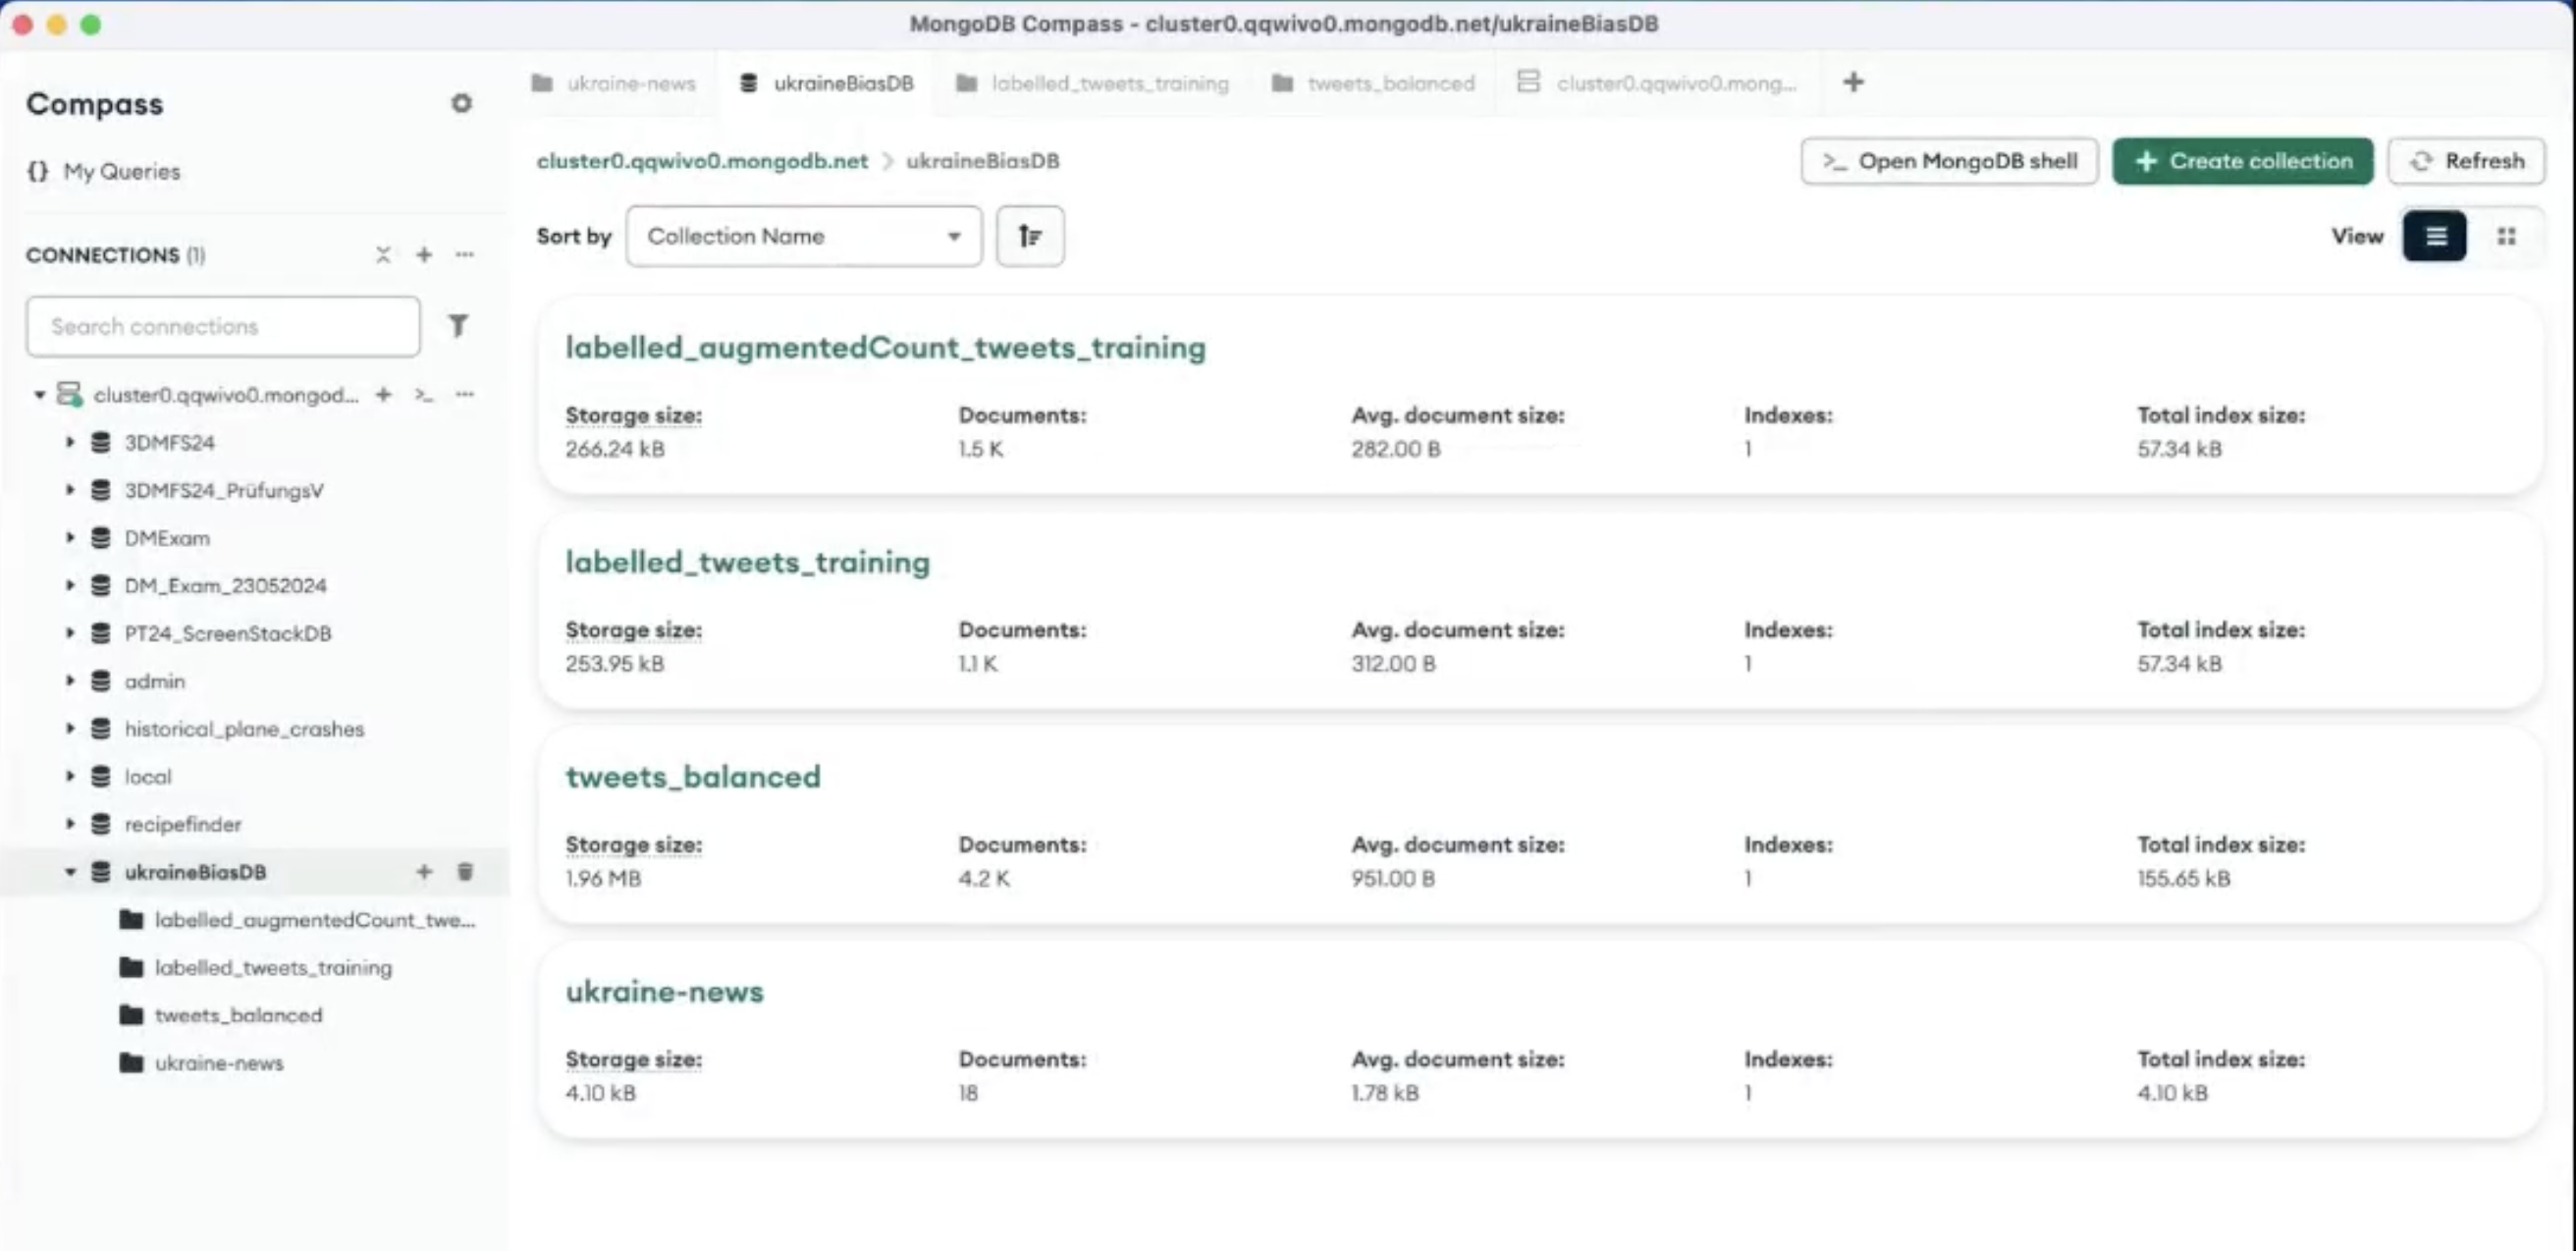 MongoDB Compass - cluster0.qqwivo0.mongodb.net/ukraineBiasDB
Compass
{} My Queries
CONNECTIONS (1)
Search connections
cluster0.qqwivo0.mongod...
3DMFS24
3DMFS24_PrüfungsV
DMExam
DM_Exam_23052024
PT24_ScreenStackDB
admin
historical_plane_crashes
local
recipefinder
ukraineBiasDB
labelled_augmentedCount_twe...
labelled_tweets_training
tweets_balanced
ukraine-news
ukraine-news ukraineBiasDB labelled_tweets_training tweets_balanced cluster0.qqwivo0.mong... +
cluster0.qqwivo0.mongodb.net > ukraineBiasDB
>_ Open MongoDB shell + Create collection Refresh
Sort by Collection Name View
labelled_augmentedCount_tweets_training
Storage size: Documents: Avg. document size: Indexes: Total index size:
266.24 kB 1.5 K 282.00 B 1 57.34 kB
labelled_tweets_training
Storage size: Documents: Avg. document size: Indexes: Total index size:
253.95 kB 1.1 K 312.00 B 1 57.34 kB
tweets_balanced
Storage size: Documents: Avg. document size: Indexes: Total index size:
1.96 MB 4.2 K 951.00 B 1 155.65 kB
ukraine-news
Storage size: Documents: Avg. document size: Indexes: Total index size:
4.10 kB 18 1.78 kB 1 4.10 kB